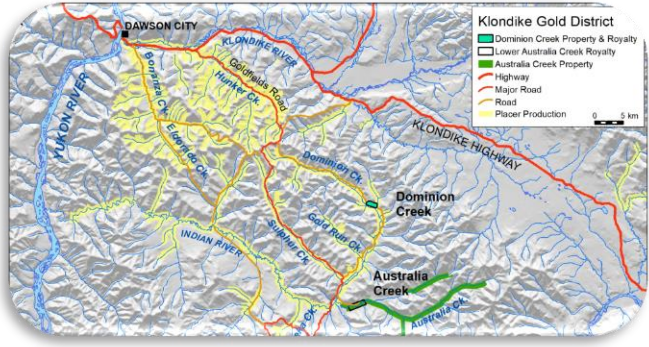 Klondike Gold District
Dominion Creek Property & Royalty
Lower Australia Creek Royalty
Australia Creek Property
Highway
Major Road
Road
Placer Production
0 5 km
DAWSON CITY
KLONDIKE RIVER
Bonanza Ck.
Goldfields Road
Hunker Ck.
YUKON RIVER
KLONDIKE HIGHWAY
Eldorado Ck.
Dominion Ck.
Dominion
Creek
Gold Run Ck.
INDIAN RIVER
Sulphur Ck.
Australia
Creek
Australia Ck.
Ck.